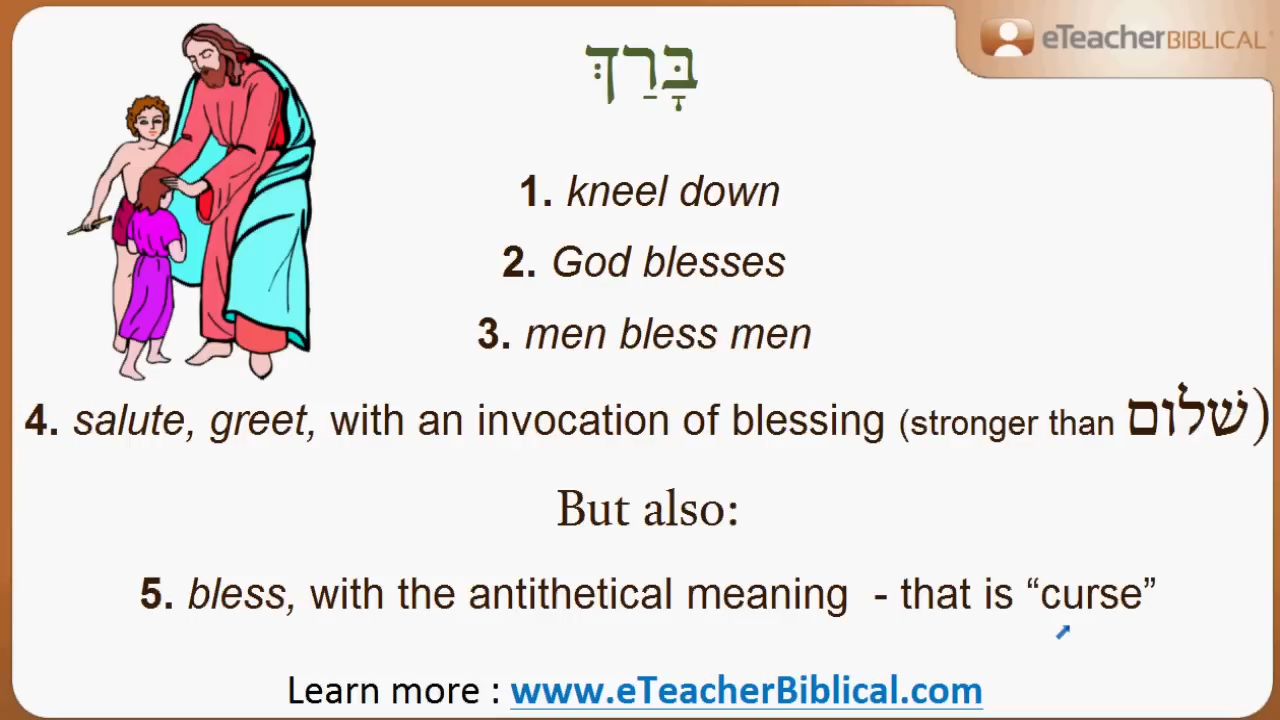 eTeacherBIBLICAL
בָּרַךְ
1. kneel down
2. God blesses
3. men bless men
4. salute, greet, with an invocation of blessing (stronger than שׁלום)
But also:
5. bless, with the antithetical meaning - that is “curse”
Learn more : www.eTeacherBiblical.com